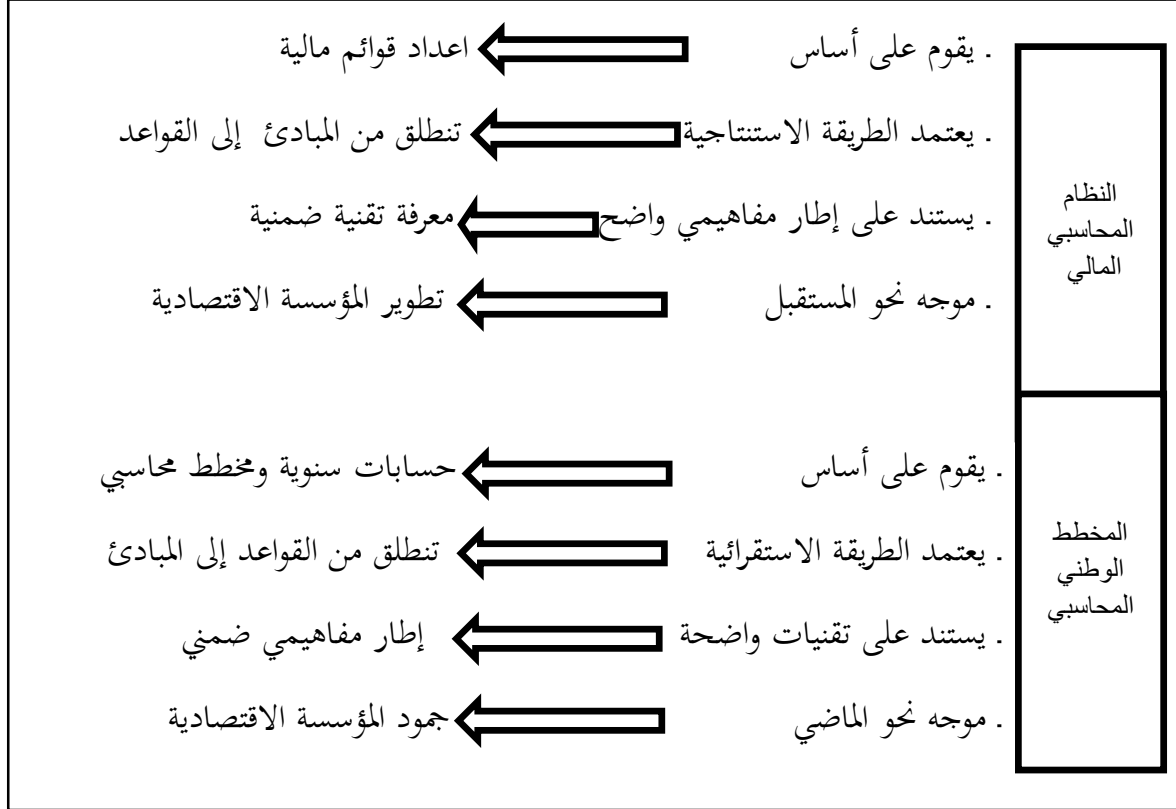 النظام
المحاسبي
المالي
. يقوم على أساس اعداد قوائم مالية
. يعتمد الطريقة الاستنتاجية تنطلق من المبادئ إلى القواعد
. يستند على إطار مفاهيمي واضح معرفة تقنية ضمنية
. موجه نحو المستقبل تطوير المؤسسة الاقتصادية
المخطط
الوطني
المحاسبي
. يقوم على أساس حسابات سنوية ومخطط محاسبي
. يعتمد الطريقة الاستقرائية تنطلق من القواعد إلى المبادئ
. يستند على تقنيات واضحة إطار مفاهيمي ضمني
. موجه نحو الماضي جمود المؤسسة الاقتصادية